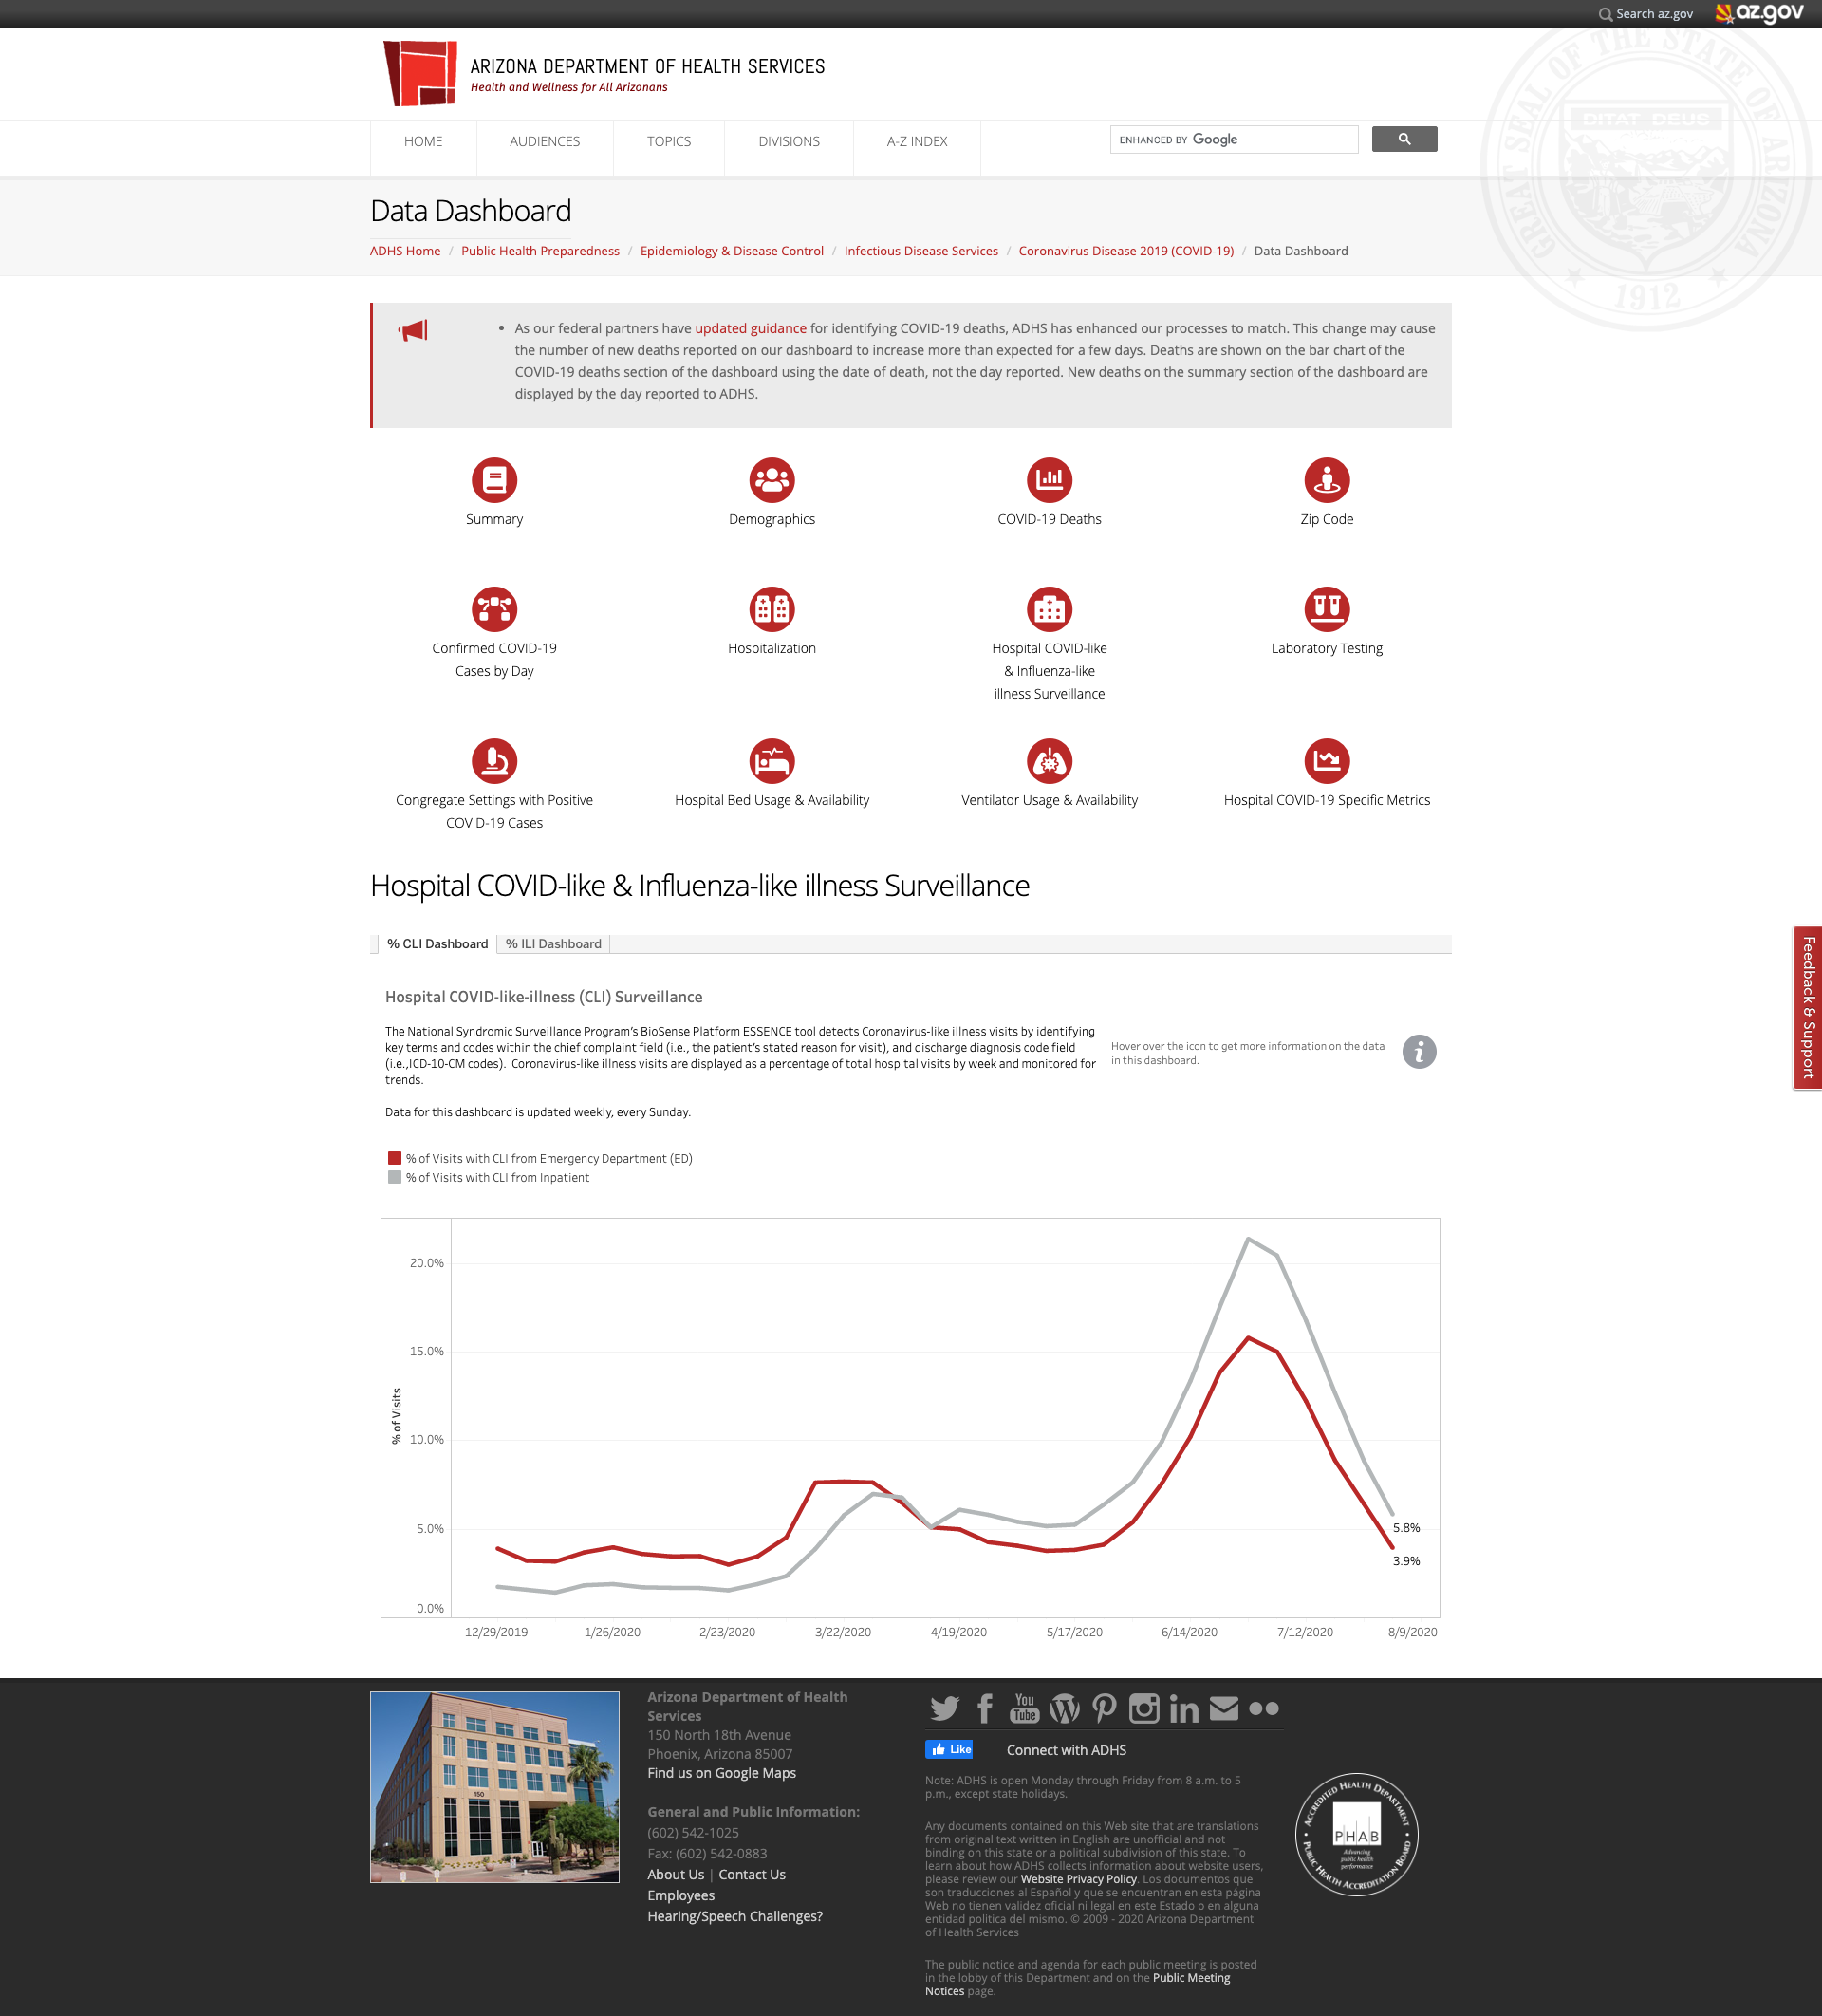 Search az.gov
az.gov
GREAT SEAL OF THE STATE OF ARIZONA
DITAT DEUS
1912
ARIZONA DEPARTMENT OF HEALTH SERVICES
Health and Wellness for All Arizonans
HOME
AUDIENCES
TOPICS
DIVISIONS
A-Z INDEX
ENHANCED BY Google
Data Dashboard
ADHS Home / Public Health Preparedness / Epidemiology & Disease Control / Infectious Disease Services / Coronavirus Disease 2019 (COVID-19) / Data Dashboard
• As our federal partners have updated guidance for identifying COVID-19 deaths, ADHS has enhanced our processes to match. This change may cause
the number of new deaths reported on our dashboard to increase more than expected for a few days. Deaths are shown on the bar chart of the
COVID-19 deaths section of the dashboard using the date of death, not the day reported. New deaths on the summary section of the dashboard are
displayed by the day reported to ADHS.
Summary
Demographics
COVID-19 Deaths
Zip Code
Confirmed COVID-19
Cases by Day
Hospitalization
Hospital COVID-like
& Influenza-like
illness Surveillance
Laboratory Testing
Congregate Settings with Positive
COVID-19 Cases
Hospital Bed Usage & Availability
Ventilator Usage & Availability
Hospital COVID-19 Specific Metrics
Hospital COVID-like & Influenza-like illness Surveillance
Feedback & Support
% CLI Dashboard
% ILI Dashboard
Hospital COVID-like-illness (CLI) Surveillance
The National Syndromic Surveillance Program's BioSense Platform ESSENCE tool detects Coronavirus-like illness visits by identifying
key terms and codes within the chief complaint field (i.e., the patient's stated reason for visit), and discharge diagnosis code field
(i.e.,ICD-10-CM codes). Coronavirus-like illness visits are displayed as a percentage of total hospital visits by week and monitored for
trends.
Data for this dashboard is updated weekly, every Sunday.
Hover over the icon to get more information on the data
in this dashboard.
% of Visits with CLI from Emergency Department (ED)
% of Visits with CLI from Inpatient
% of Visits
20.0%
15.0%
10.0%
5.0%
0.0%
5.8%
3.9%
12/29/2019
1/26/2020
2/23/2020
3/22/2020
4/19/2020
5/17/2020
6/14/2020
7/12/2020
8/9/2020
150
Arizona Department of Health
Services
150 North 18th Avenue
Phoenix, Arizona 85007
Find us on Google Maps
General and Public Information:
(602) 542-1025
Fax: (602) 542-0883
About Us | Contact Us
Employees
Hearing/Speech Challenges?
You
Tube
Like
Connect with ADHS
Note: ADHS is open Monday through Friday from 8 a.m. to 5
p.m., except state holidays.
Any documents contained on this Web site that are translations
from original text written in English are unofficial and not
binding on this state or a political subdivision of this state. To
learn about how ADHS collects information about website users,
please review our Website Privacy Policy. Los documentos que
son traducciones al Español y que se encuentran en esta página
Web no tienen validez oficial ni legal en este Estado o en alguna
entidad politica del mismo. © 2009 - 2020 Arizona Department
of Health Services
The public notice and agenda for each public meeting is posted
in the lobby of this Department and on the Public Meeting
Notices page.
ACCREDITED HEALTH DEPARTMENT
PHAB
Advancing
public health
performance
PUBLIC HEALTH ACCREDITATION BOARD